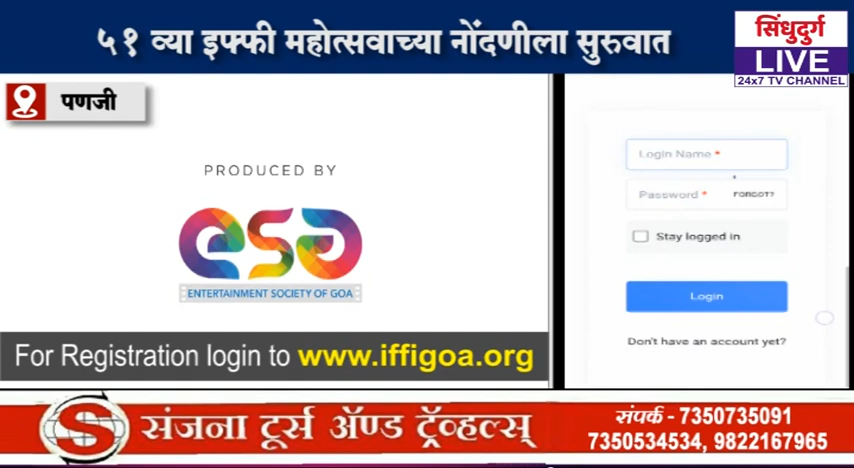 ५१ व्या इफ्फी महोत्सवाच्या नोंदणीला सुरुवात
सिंधुदुर्ग
LIVE
24x7 TV CHANNEL
पणजी
PRODUCED BY
esg
ENTERTAINMENT SOCIETY OF GOA
For Registration login to www.iffigoa.org
Login Name *
Password * FORGOT?
Stay logged in
Login
Don't have an account yet?
S संजना टूर्स ॲण्ड ट्रॅव्हल्स्
संपर्क - 7350735091
7350534534, 9822167965